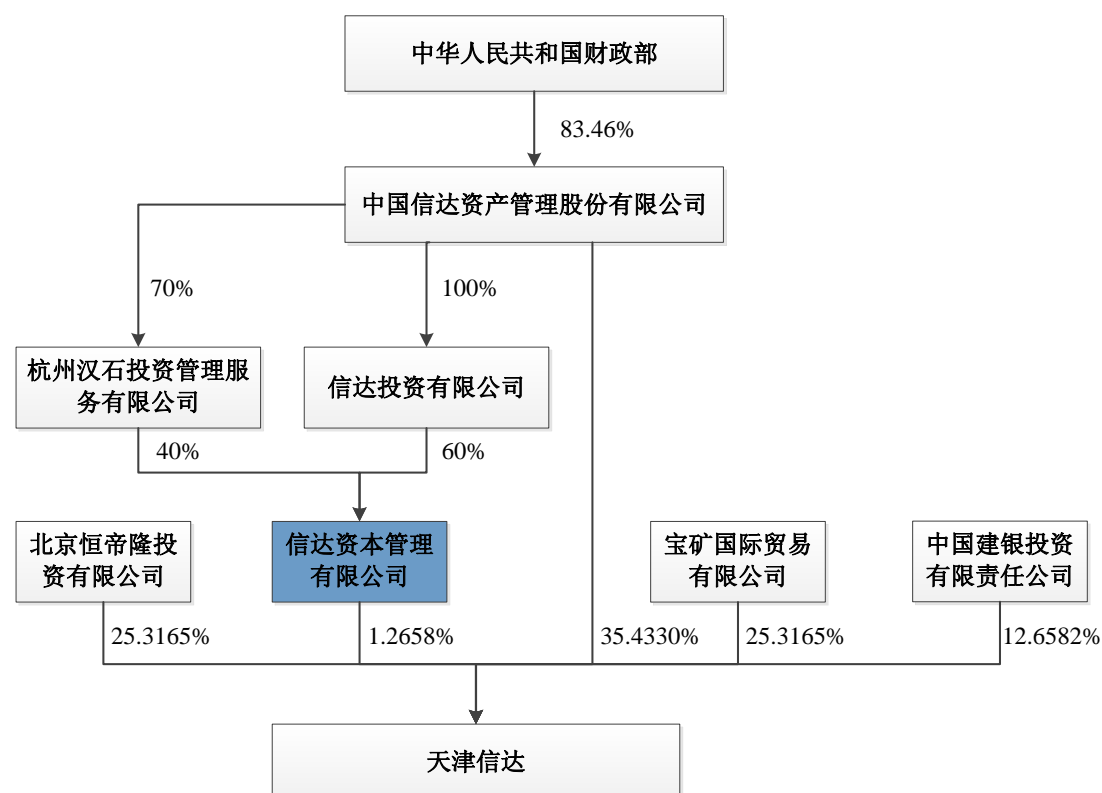 中华人民共和国财政部
83.46%
中国信达资产管理股份有限公司
70%
100%
杭州汉石投资管理服
务有限公司
信达投资有限公司
40%
60%
北京恒帝隆投
资有限公司
信达资本管理
有限公司
宝矿国际贸易
有限公司
中国建银投资
有限责任公司
25.3165%
1.2658%
35.4330%
25.3165%
12.6582%
天津信达